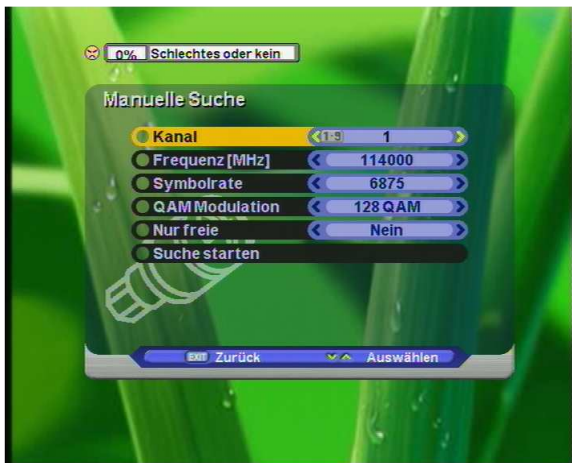 0% Schlechtes oder kein
Manuelle Suche
Kanal 1-9 1
Frequenz [MHz] 114000
Symbolrate 6875
QAM Modulation 128 QAM
Nur freie Nein
Suche starten
EXIT Zurück Auswählen